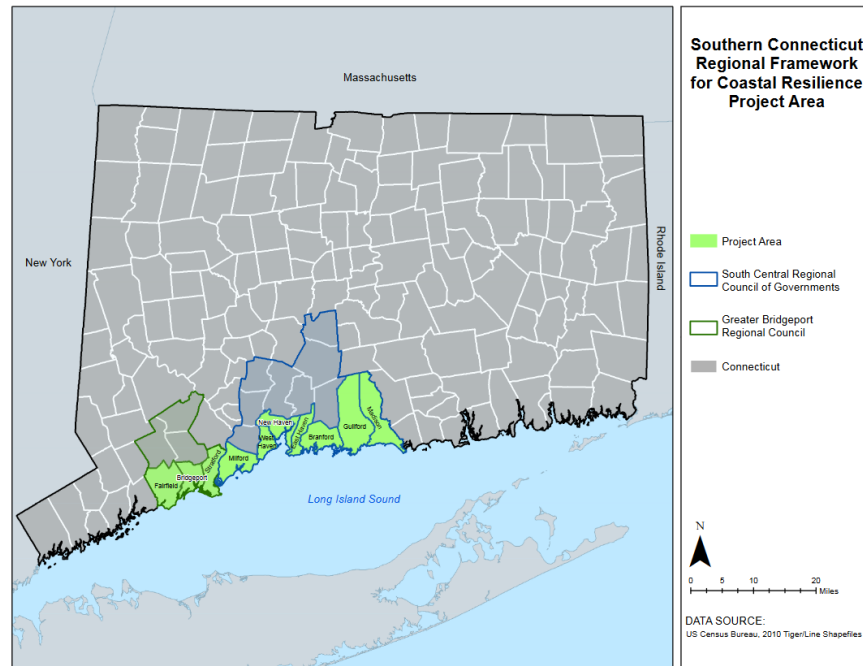 Massachusetts
New York
Rhode Island
New Haven
West
Haven
East Haven
Branford
Guilford
Madison
Milford
Stratford
Bridgeport
Fairfield
Long Island Sound
Southern Connecticut
Regional Framework
for Coastal Resilience
Project Area
Project Area
South Central Regional
Council of Governments
Greater Bridgeport
Regional Council
Connecticut
N
0 5 10 20
Miles
DATA SOURCE:
US Census Bureau, 2010 Tiger/Line Shapefiles